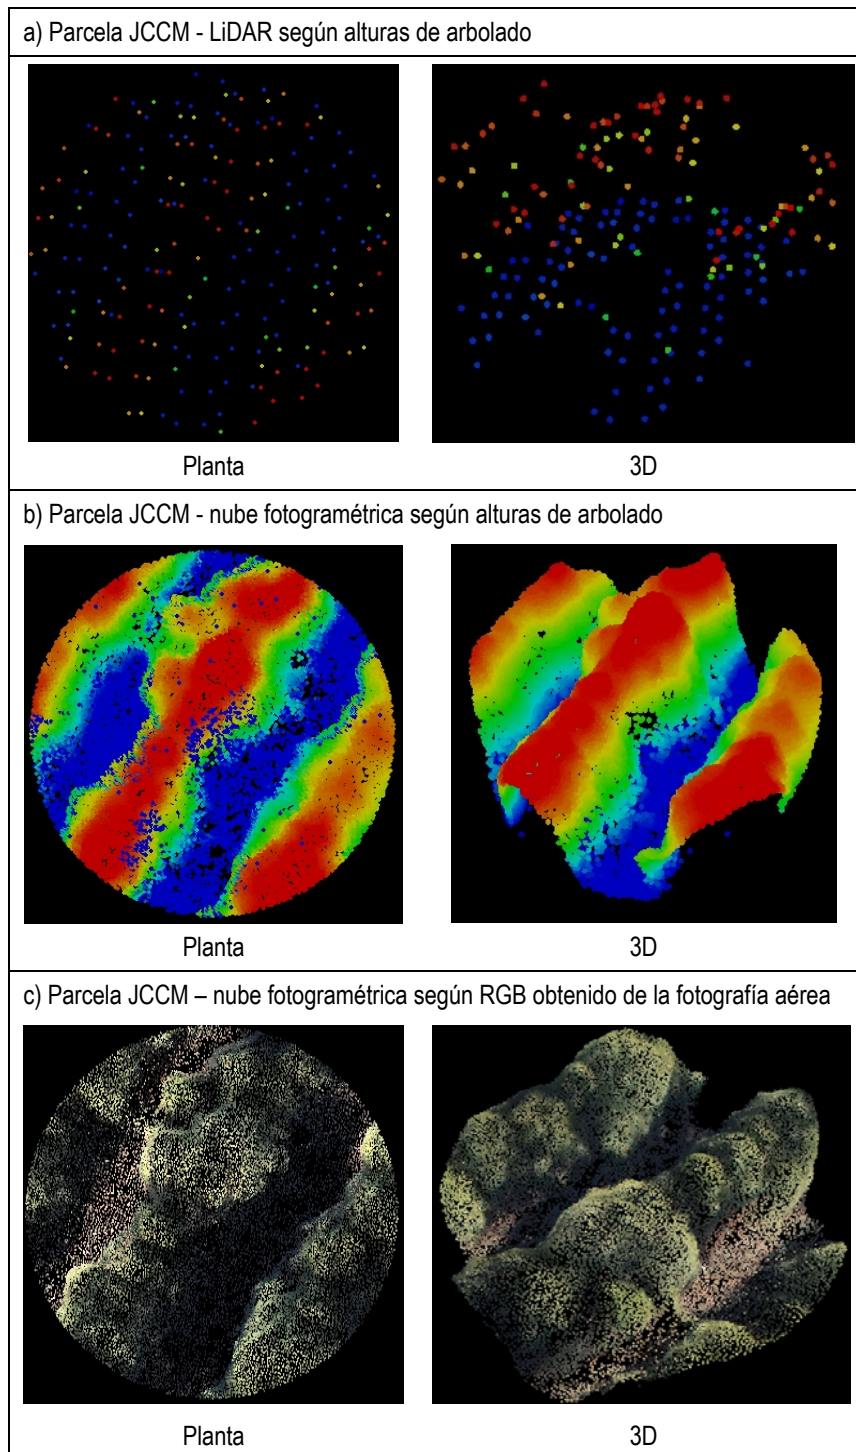 a) Parcela JCCM - LiDAR según alturas de arbolado
Planta
3D
b) Parcela JCCM - nube fotogramétrica según alturas de arbolado
Planta
3D
c) Parcela JCCM – nube fotogramétrica según RGB obtenido de la fotografía aérea
Planta
3D